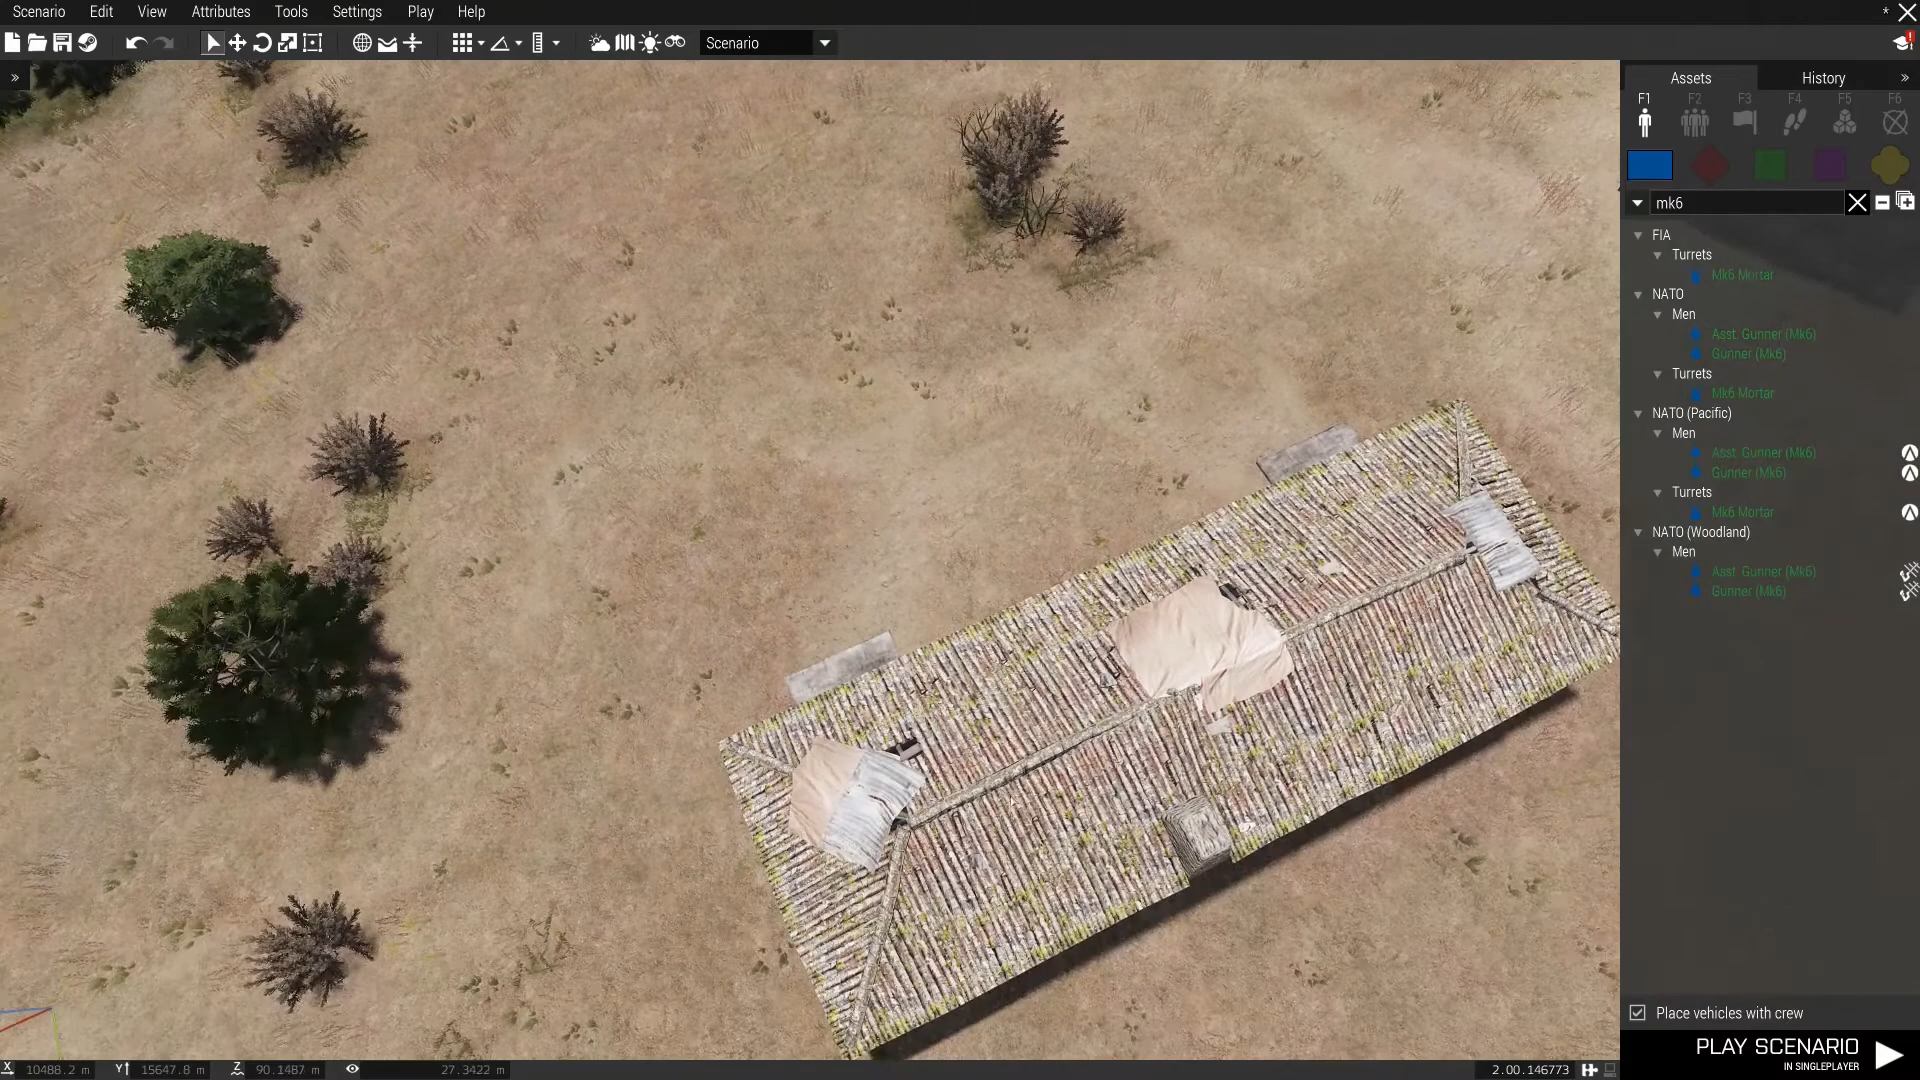 Scenario Edit View Attributes Tools Settings Play Help
*
Scenario
Assets History
F1 F2 F3 F4 F5 F6
mk6
FIA
Turrets
Mk6 Mortar
NATO
Men
Asst. Gunner (Mk6)
Gunner (Mk6)
Turrets
Mk6 Mortar
NATO (Pacific)
Men
Asst. Gunner (Mk6)
Gunner (Mk6)
Turrets
Mk6 Mortar
NATO (Woodland)
Men
Asst. Gunner (Mk6)
Gunner (Mk6)
Place vehicles with crew
PLAY SCENARIO
IN SINGLEPLAYER
X 10488.2 m Y 15647.8 m Z 90.1487 m 27.3422 m 2.00.146773